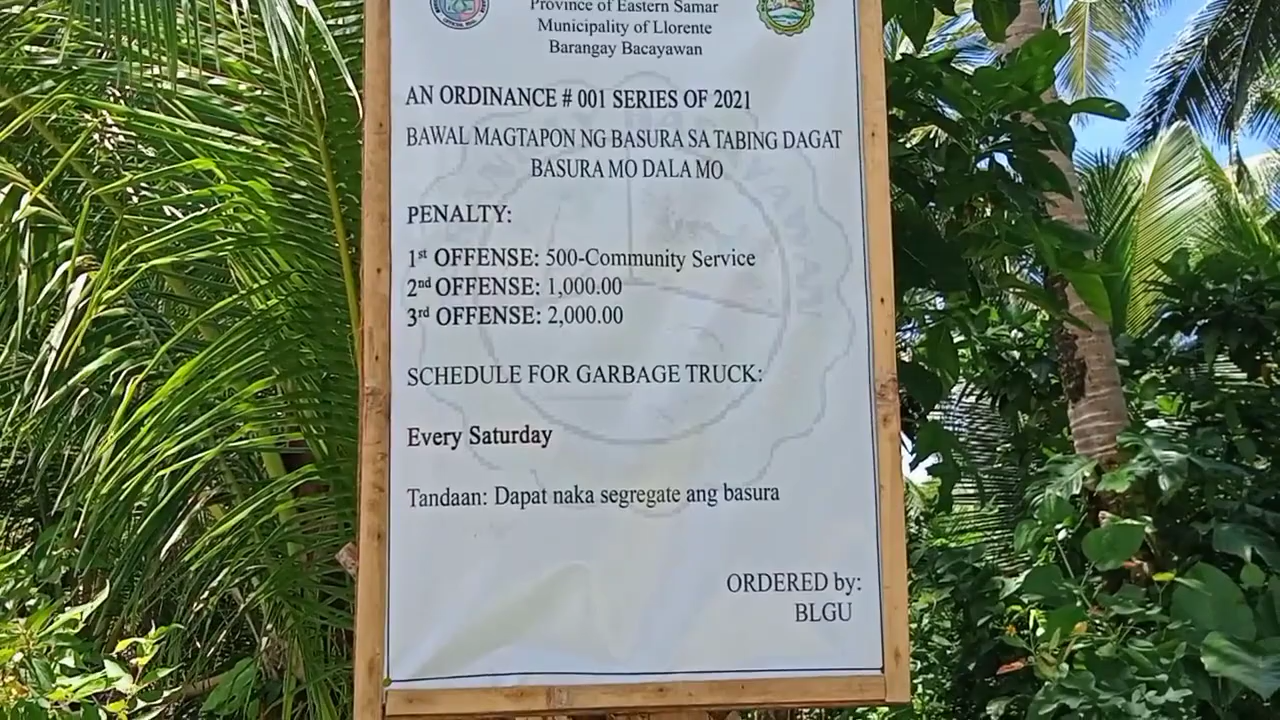 Province of Eastern Samar
Municipality of Llorente
Barangay Bacayawan
AN ORDINANCE # 001 SERIES OF 2021
BAWAL MAGTAPON NG BASURA SA TABING DAGAT
BASURA MO DALA MO
PENALTY:
1st OFFENSE: 500-Community Service
2nd OFFENSE: 1,000.00
3rd OFFENSE: 2,000.00
SCHEDULE FOR GARBAGE TRUCK:
Every Saturday
Tandaan: Dapat naka segregate ang basura
ORDERED by:
BLGU